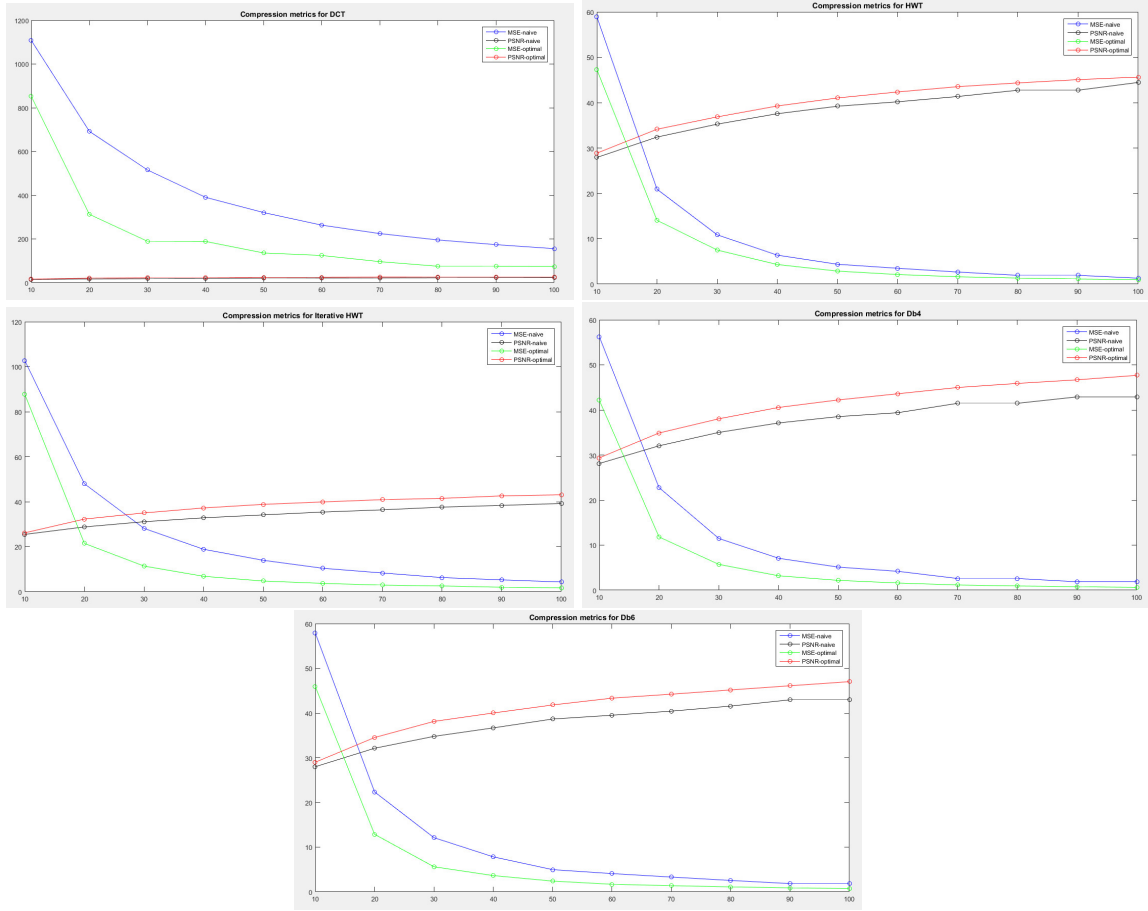 Compression metrics for DCT
1200
1000
800
600
400
200
0
10 20 30 40 50 60 70 80 90 100
MSE-naive
PSNR-naive
MSE-optimal
PSNR-optimal
Compression metrics for HWT
60
50
40
30
20
10
0
10 20 30 40 50 60 70 80 90 100
MSE-naive
PSNR-naive
MSE-optimal
PSNR-optimal
Compression metrics for Iterative HWT
120
100
80
60
40
20
0
10 20 30 40 50 60 70 80 90 100
MSE-naive
PSNR-naive
MSE-optimal
PSNR-optimal
Compression metrics for Db4
60
50
40
30
20
10
0
10 20 30 40 50 60 70 80 90 100
MSE-naive
PSNR-naive
MSE-optimal
PSNR-optimal
Compression metrics for Db6
60
50
40
30
20
10
0
10 20 30 40 50 60 70 80 90 100
MSE-naive
PSNR-naive
MSE-optimal
PSNR-optimal